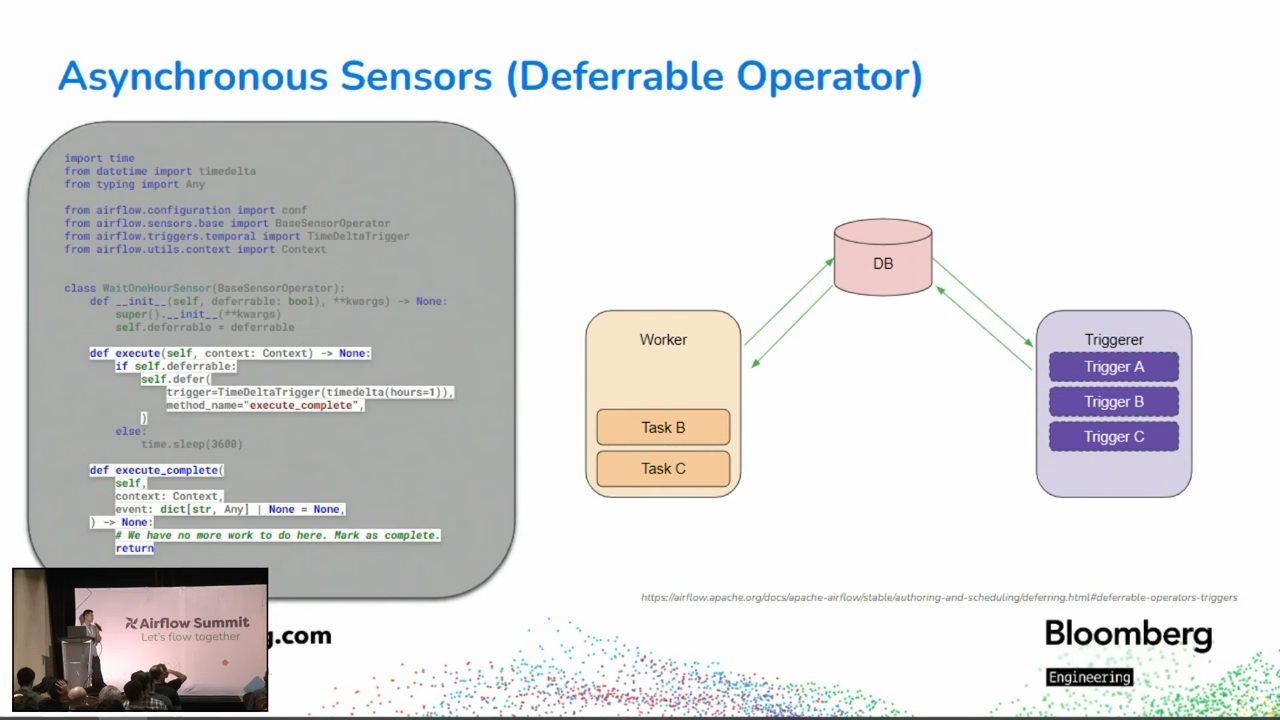 Asynchronous Sensors (Deferrable Operator)
import time
from datetime import timedelta
from typing import Any
from airflow.configuration import conf
from airflow.sensors.base import BaseSensorOperator
from airflow.triggers.temporal import TimeDeltaTrigger
from airflow.utils.context import Context
class WaitOneHourSensor(BaseSensorOperator):
def __init__(self, deferrable: bool), **kwargs) -> None:
super().__init__(**kwargs)
self.deferrable = deferrable
def execute(self, context: Context) -> None:
if self.deferrable:
self.defer(
trigger=TimeDeltaTrigger(timedelta(hours=1)),
method_name="execute_complete",
)
else:
time.sleep(3600)
def execute_complete(
self,
context: Context,
event: dict[str, Any] | None = None,
) -> None:
# We have no more work to do here. Mark as complete.
return
DB
Worker
Task B
Task C
Triggerer
Trigger A
Trigger B
Trigger C
https://airflow.apache.org/docs/apache-airflow/stable/authoring-and-scheduling/deferring.html#deferrable-operators-triggers
Airflow Summit
Let's flow together
g.com
Bloomberg
Engineering